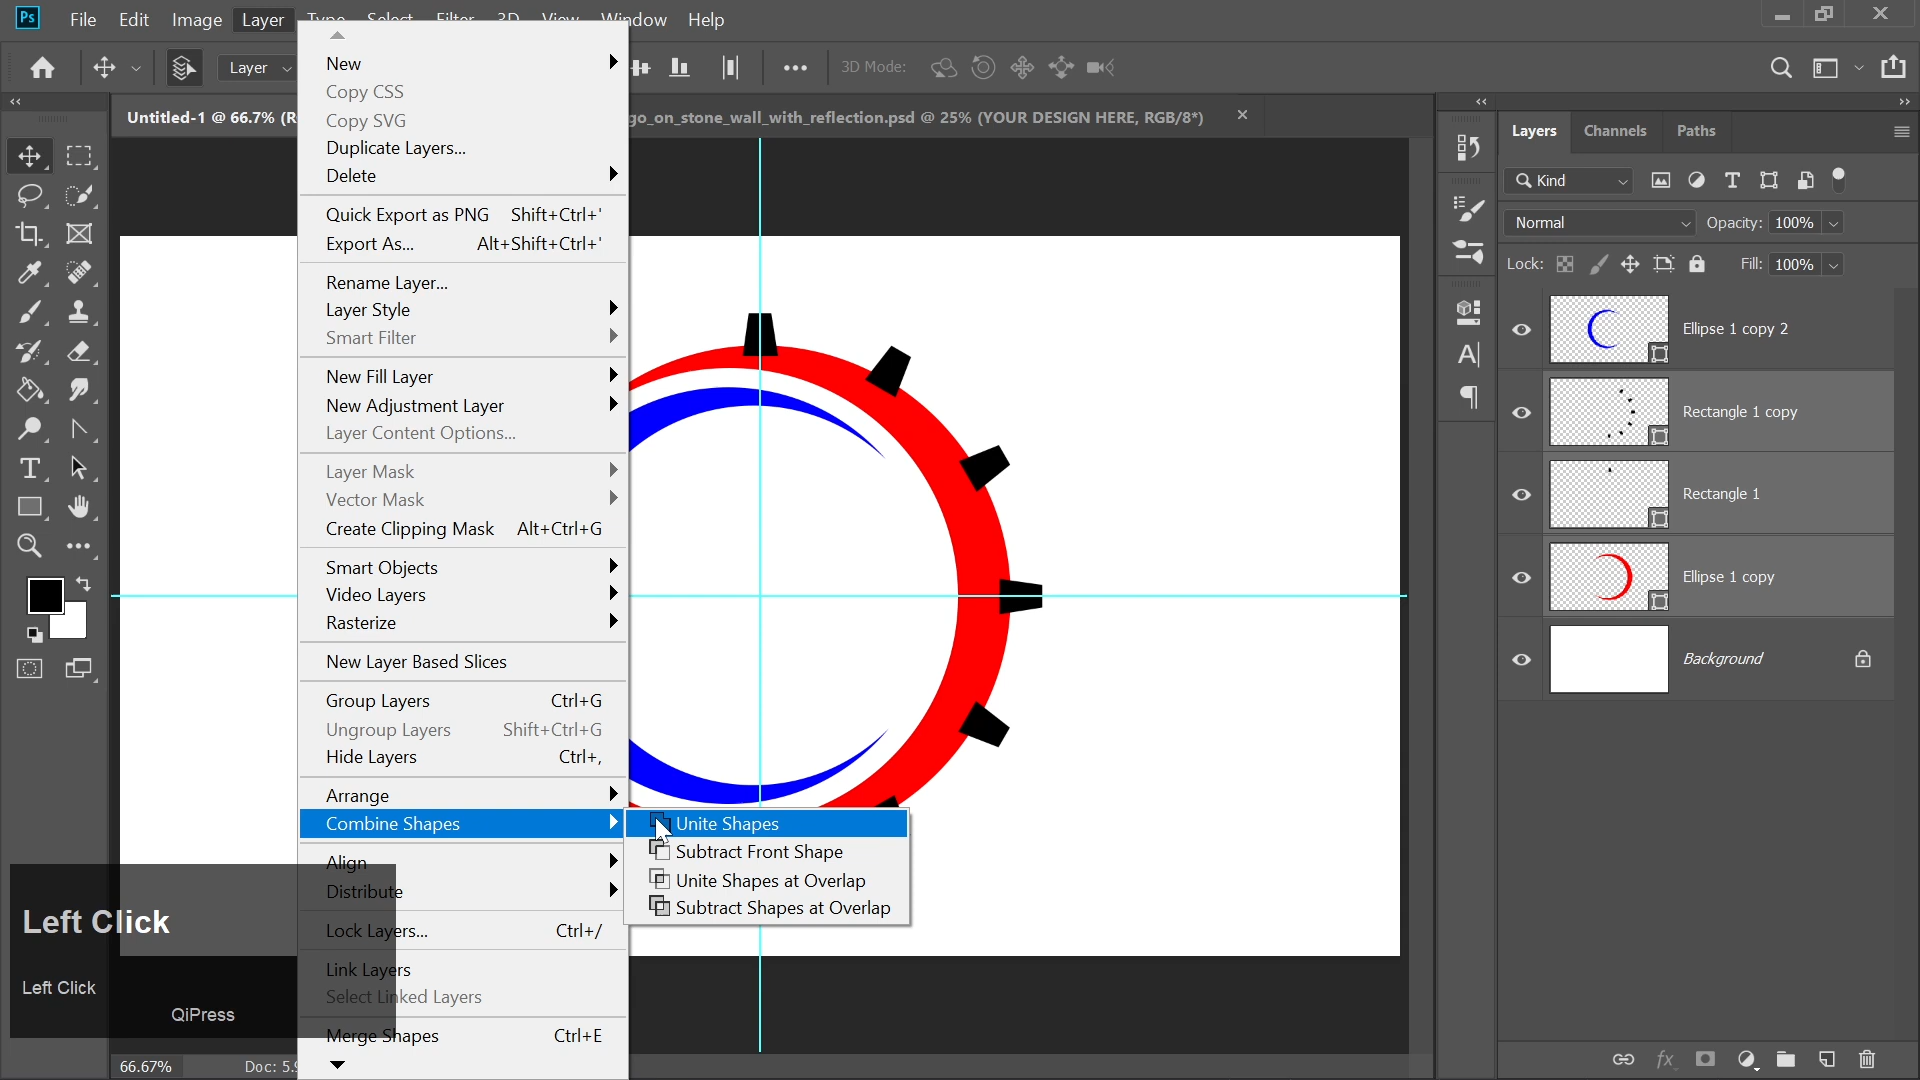 Ps File Edit Image Layer Type Select Filter 3D View Window Help
Layer
3D Mode:
Untitled-1 @ 66.7% (R
go_on_stone_wall_with_reflection.psd @ 25% (YOUR DESIGN HERE, RGB/8*)
New
Copy CSS
Copy SVG
Duplicate Layers...
Delete
Quick Export as PNG Shift+Ctrl+'
Export As... Alt+Shift+Ctrl+'
Rename Layer...
Layer Style
Smart Filter
New Fill Layer
New Adjustment Layer
Layer Content Options...
Layer Mask
Vector Mask
Create Clipping Mask Alt+Ctrl+G
Smart Objects
Video Layers
Rasterize
New Layer Based Slices
Group Layers Ctrl+G
Ungroup Layers Shift+Ctrl+G
Hide Layers Ctrl+,
Arrange
Combine Shapes
Align
Distribute
Lock Layers... Ctrl+/
Link Layers
Select Linked Layers
Merge Shapes Ctrl+E
Unite Shapes
Subtract Front Shape
Unite Shapes at Overlap
Subtract Shapes at Overlap
Layers Channels Paths
Kind
Normal Opacity: 100%
Lock: Fill: 100%
Ellipse 1 copy 2
Rectangle 1 copy
Rectangle 1
Ellipse 1 copy
Background
fx
Left Click
Left Click
QiPress
66.67% Doc: 5.9